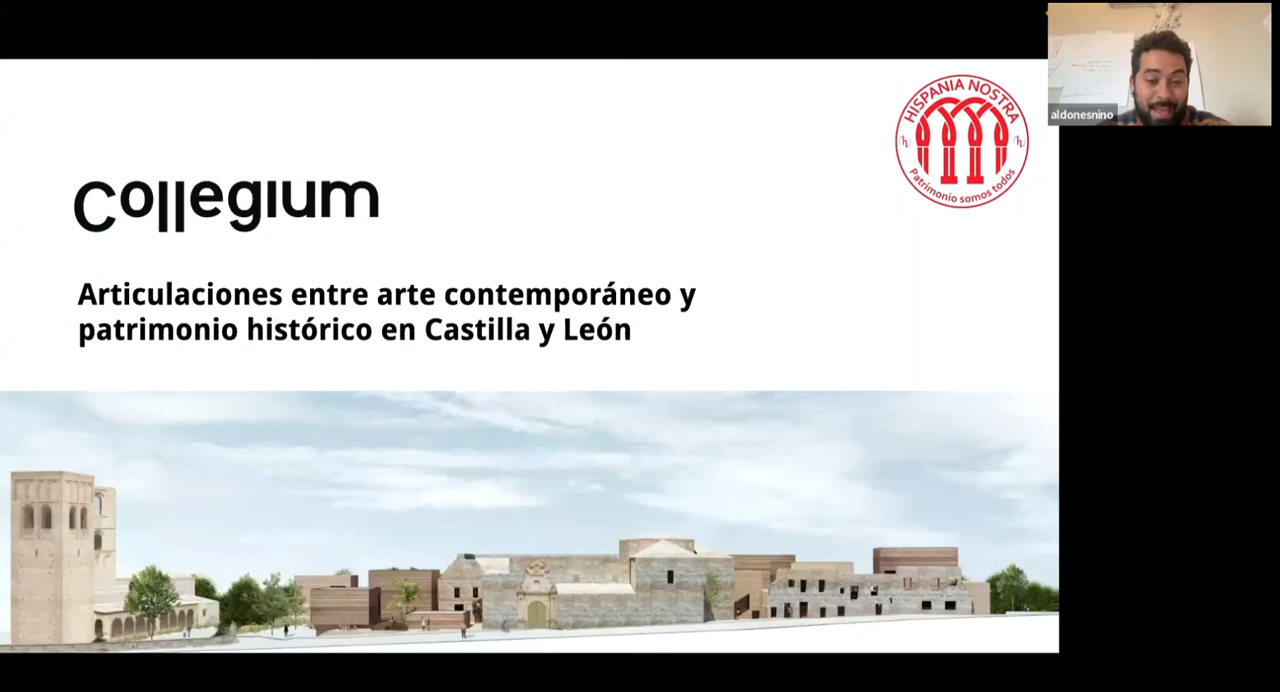 HISPANIA NOSTRA
Patrimonio somos todos
aldonesnino
Collegium
Articulaciones entre arte contemporáneo y
patrimonio histórico en Castilla y León